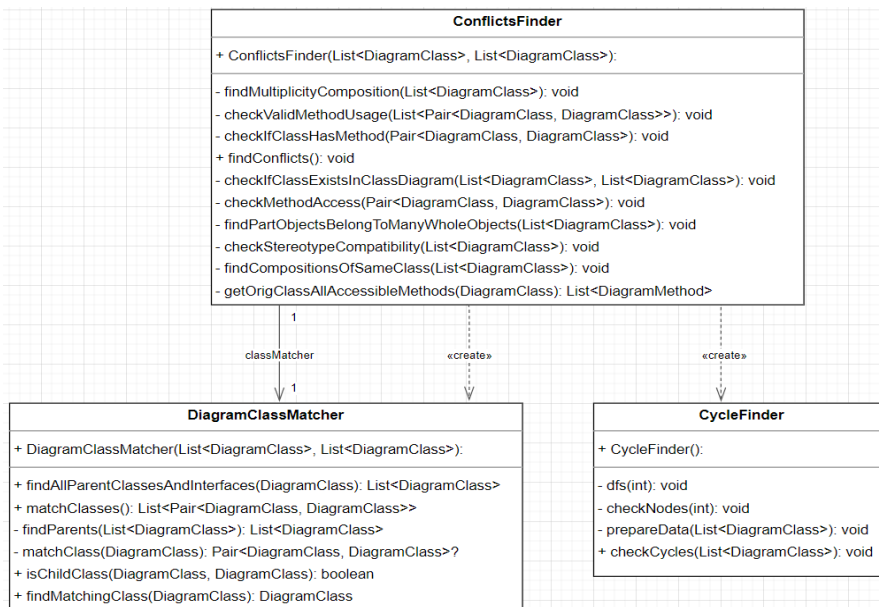 ConflictsFinder
+ ConflictsFinder(List<DiagramClass>, List<DiagramClass>):
- findMultiplicityComposition(List<DiagramClass>): void
- checkValidMethodUsage(List<Pair<DiagramClass, DiagramClass>>): void
- checkIfClassHasMethod(Pair<DiagramClass, DiagramClass>): void
+ findConflicts(): void
- checkIfClassExistsInClassDiagram(List<DiagramClass>, List<DiagramClass>): void
- checkMethodAccess(Pair<DiagramClass, DiagramClass>): void
- findPartObjectsBelongToManyWholeObjects(List<DiagramClass>): void
- checkStereotypeCompatibility(List<DiagramClass>): void
- findCompositionsOfSameClass(List<DiagramClass>): void
- getOrigClassAllAccessibleMethods(DiagramClass): List<DiagramMethod>
1
classMatcher
«create»
«create»
1
DiagramClassMatcher
+ DiagramClassMatcher(List<DiagramClass>, List<DiagramClass>):
+ findAllParentClassesAndInterfaces(DiagramClass): List<DiagramClass>
+ matchClasses(): List<Pair<DiagramClass, DiagramClass>>
- findParents(List<DiagramClass>): List<DiagramClass>
- matchClass(DiagramClass): Pair<DiagramClass, DiagramClass>?
+ isChildClass(DiagramClass, DiagramClass): boolean
+ findMatchingClass(DiagramClass): DiagramClass
CycleFinder
+ CycleFinder():
- dfs(int): void
- checkNodes(int): void
- prepareData(List<DiagramClass>): void
+ checkCycles(List<DiagramClass>): void